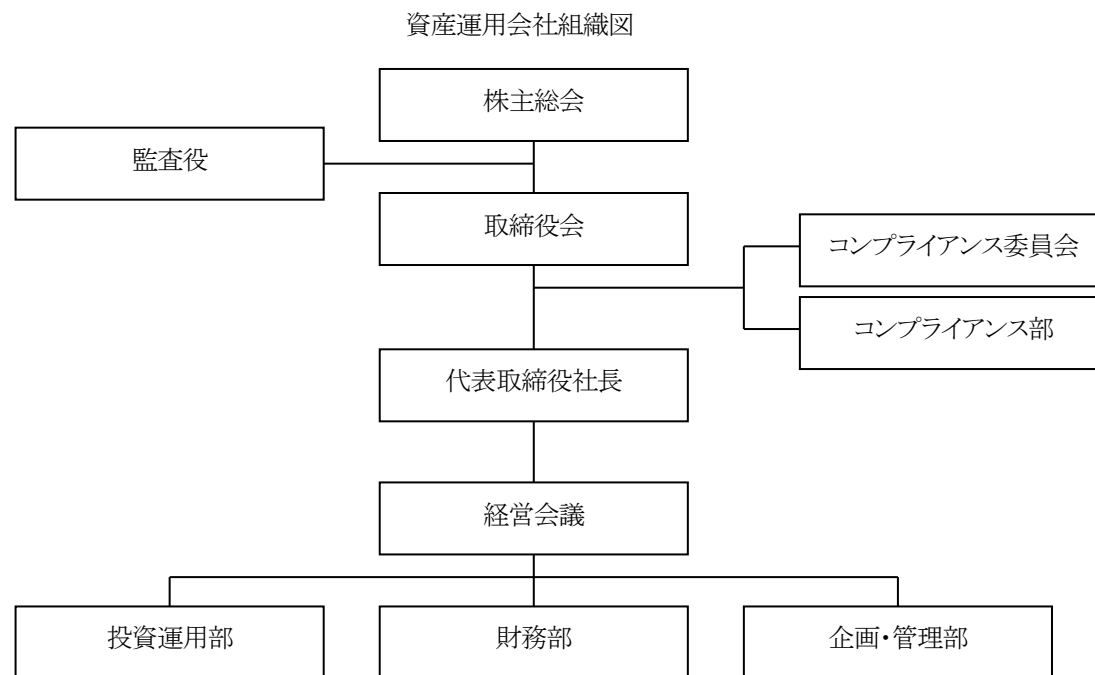 資産運用会社組織図
株主総会
監査役
取締役会
コンプライアンス委員会
コンプライアンス部
代表取締役社長
経営会議
投資運用部
財務部
企画・管理部